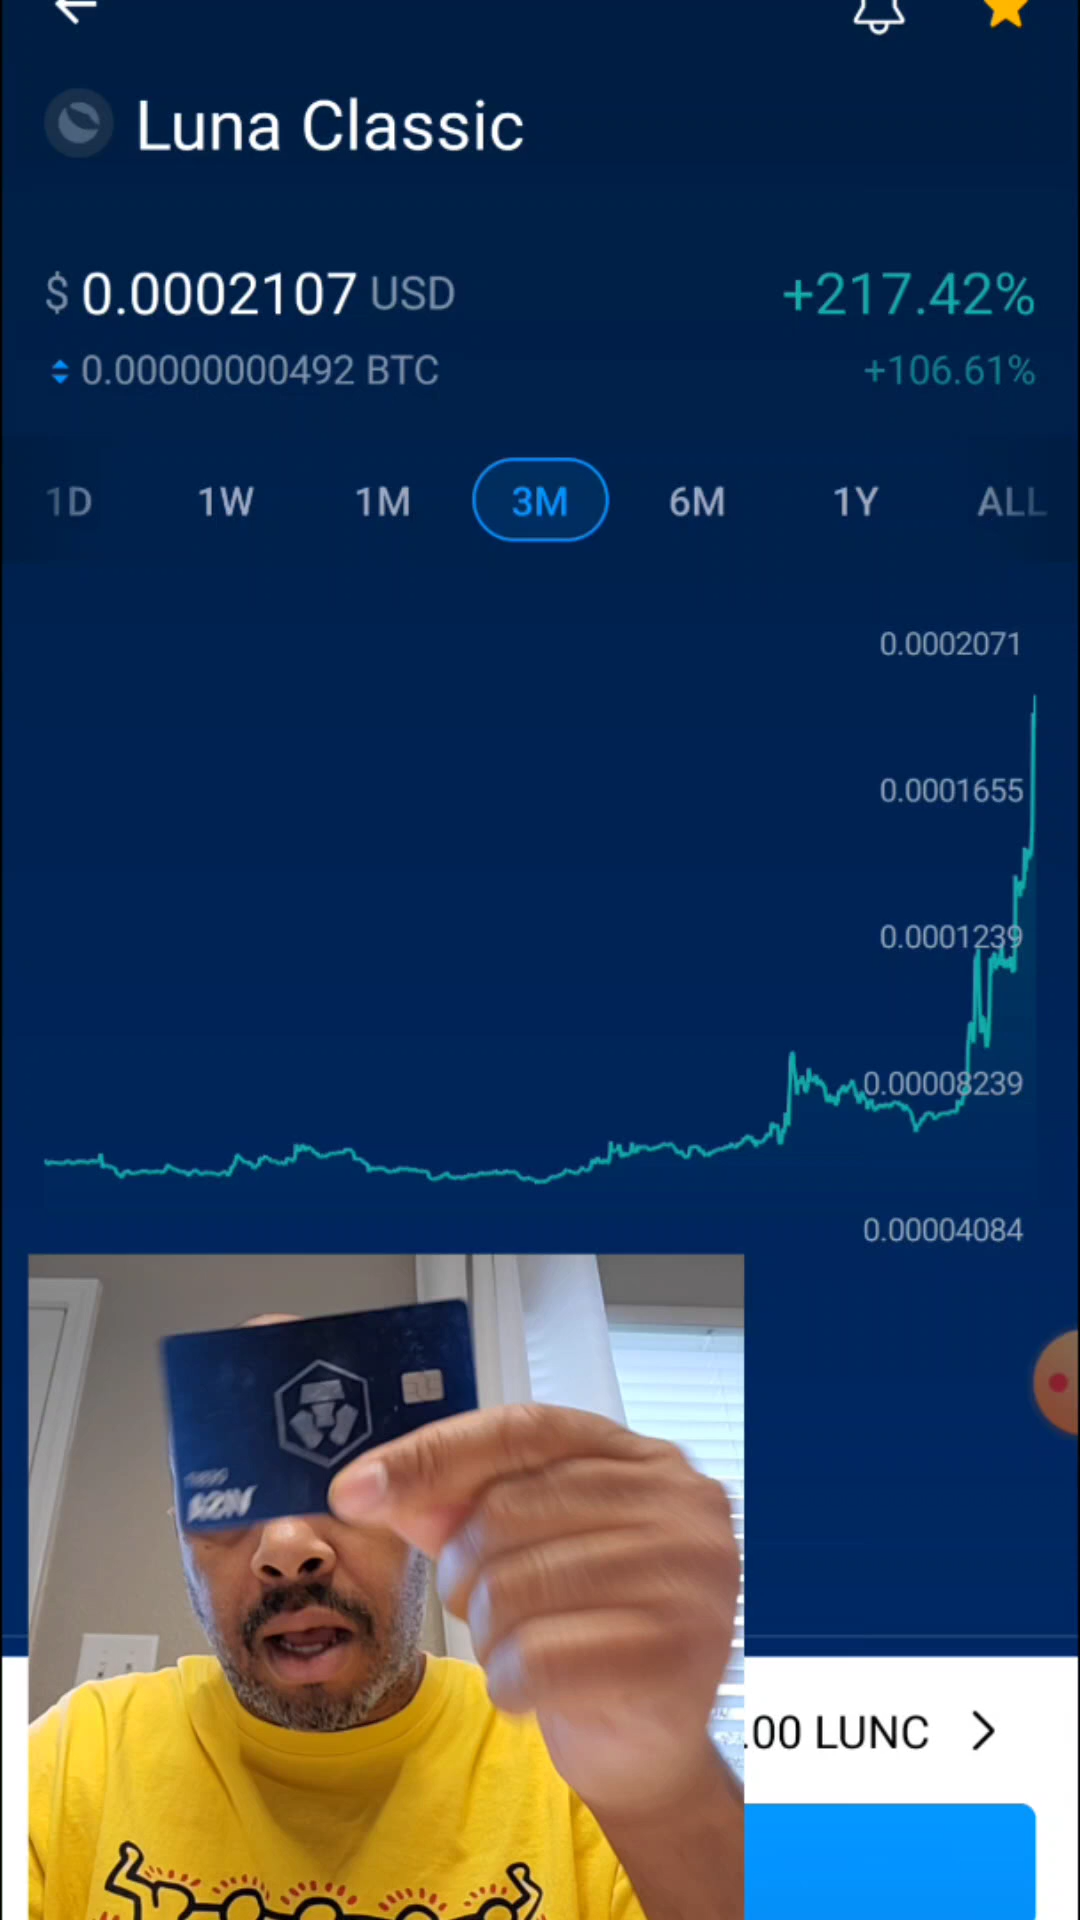 Luna Classic
$ 0.0002107 USD
+217.42%
0.00000000492 BTC
+106.61%
1D 1W 1M 3M 6M 1Y ALL
0.0002071
0.0001655
0.0001239
0.00008239
0.00004084
.00 LUNC